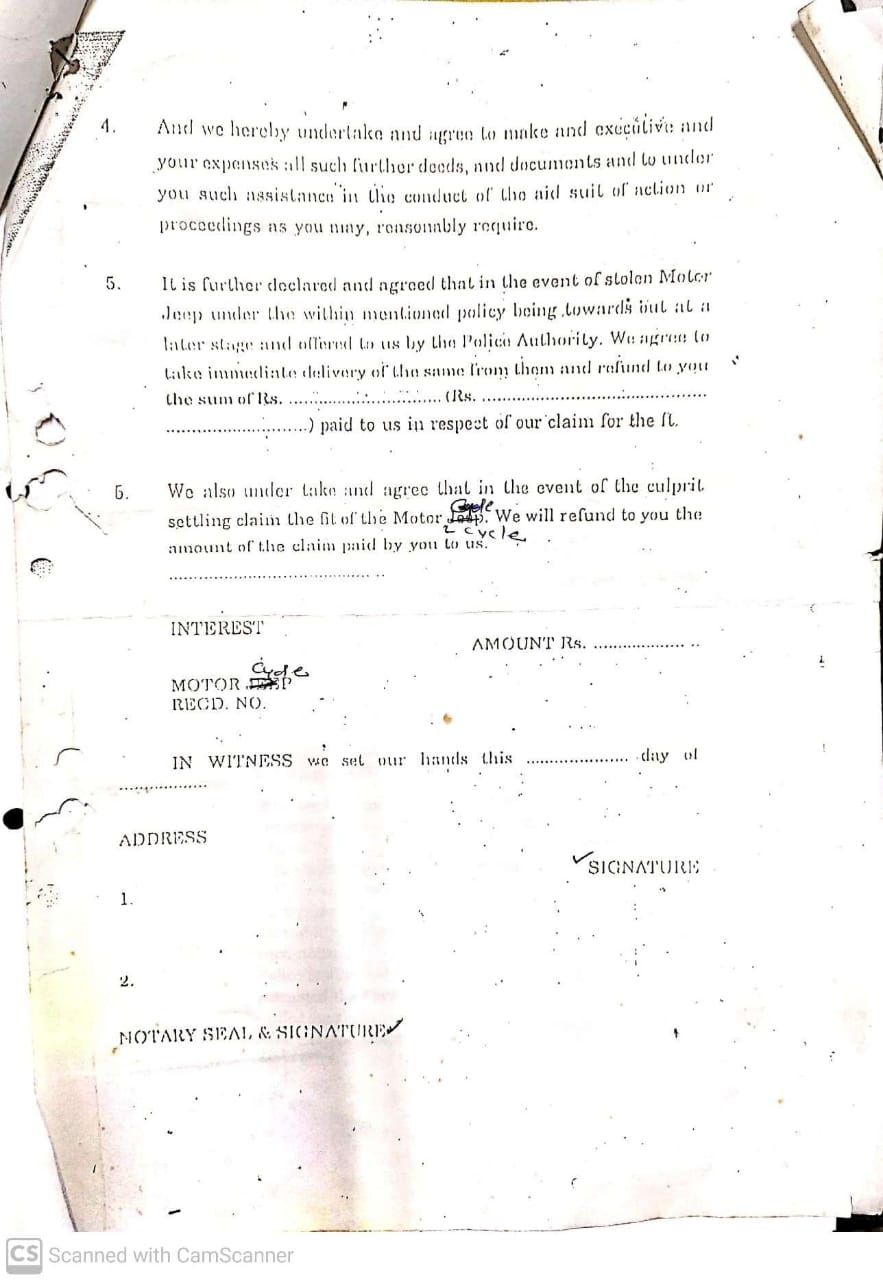 4. And we hereby undertake and agree to make and executive and
your expenses all such further deeds, and documents and to under
you such assistance in the conduct of the aid suit of action or
proceedings as you may, reasonably require.
5. It is further declared and agreed that in the event of stolen Motor
Jeep under the within mentioned policy being towards out at a
later stage and offered to us by the Police Authority. We agree to
take immediate delivery of the same from them and refund to you
the sum of Rs. ................................ (Rs. ................................................
..............................) paid to us in respect of our claim for the ft.
6. We also under take and agree that in the event of the culprit
Cycle
settling claim the fit of the Motor Jeep. We will refund to you the
2 cycle
amount of the claim paid by you to us.
..........................................
INTEREST
AMOUNT Rs. ......................
Cycle
MOTOR JEEP
REGD. NO.
IN WITNESS we set our hands this ..................... day of
..................
ADDRESS
✓SIGNATURE
1.
2.
NOTARY SEAL & SIGNATURE✓
CS Scanned with CamScanner